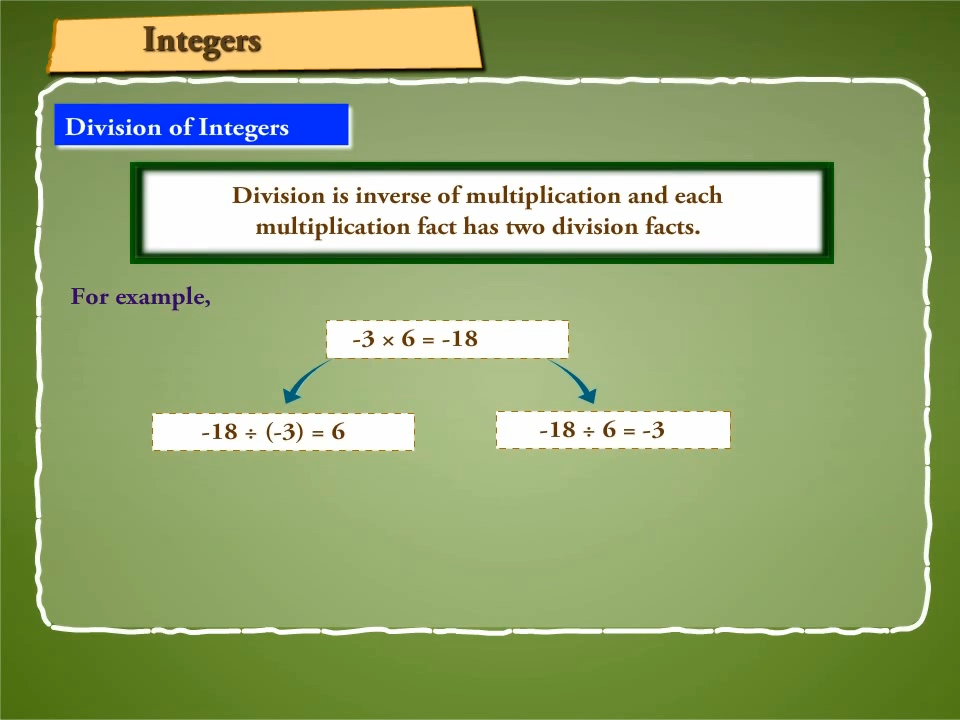 Integers
Division of Integers
Division is inverse of multiplication and each
multiplication fact has two division facts.
For example,
-3 × 6 = -18
-18 ÷ (-3) = 6
-18 ÷ 6 = -3